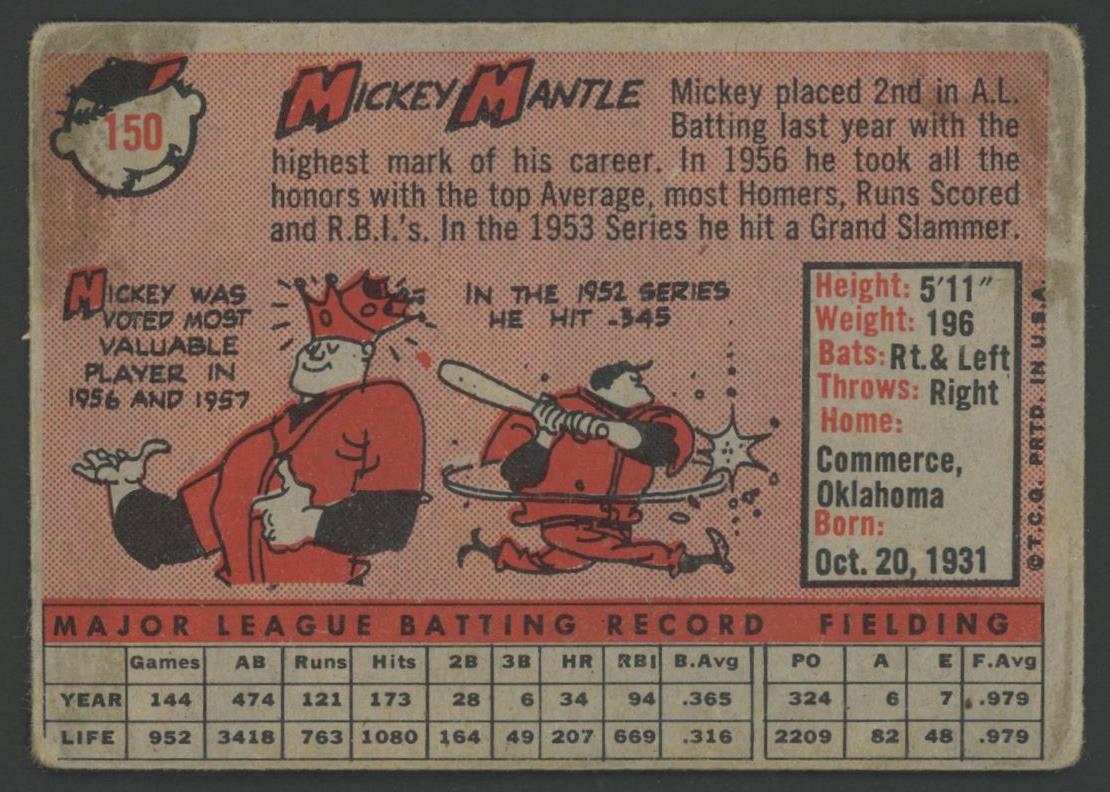 150
MICKEY MANTLE
Mickey placed 2nd in A.L.
Batting last year with the
highest mark of his career. In 1956 he took all the
honors with the top Average, most Homers, Runs Scored
and R.B.I.'s. In the 1953 Series he hit a Grand Slammer.
MICKEY WAS
VOTED MOST
VALUABLE
PLAYER IN
1956 AND 1957
IN THE 1952 SERIES
HE HIT .345
Height: 5'11"
Weight: 196
Bats: Rt. & Left
Throws: Right
Home:
Commerce,
Oklahoma
Born:
Oct. 20, 1931
© T.C.G. PRTD. IN U.S.A.
MAJOR LEAGUE BATTING RECORD FIELDING
Games AB Runs Hits 2B 3B HR RBI B.Avg PO A E F.Avg
YEAR 144 474 121 173 28 6 34 94 .365 324 6 7 .979
LIFE 952 3418 763 1080 164 49 207 669 .316 2209 82 48 .979